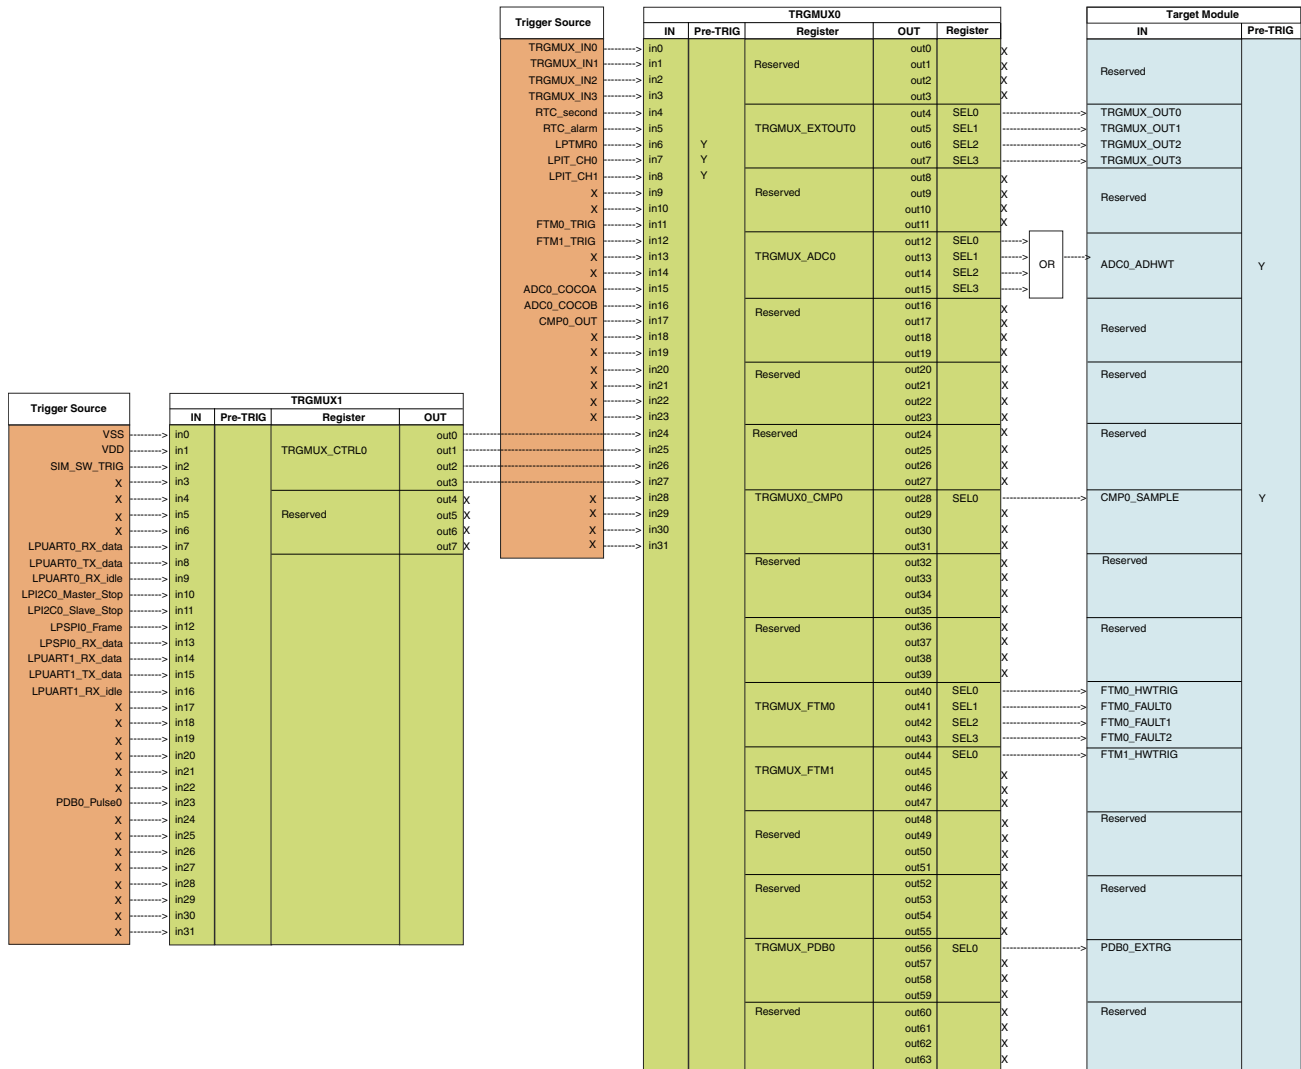 Trigger Source
TRGMUX0
Target Module
IN Pre-TRIG Register OUT Register
IN Pre-TRIG
TRGMUX_IN0 in0 out0 X
TRGMUX_IN1 in1 Reserved out1 X Reserved
TRGMUX_IN2 in2 out2 X
TRGMUX_IN3 in3 out3 X
RTC_second in4 out4 SEL0 TRGMUX_OUT0
RTC_alarm in5 TRGMUX_EXTOUT0 out5 SEL1 TRGMUX_OUT1
LPTMR0 in6 Y out6 SEL2 TRGMUX_OUT2
LPIT_CH0 in7 Y out7 SEL3 TRGMUX_OUT3
LPIT_CH1 in8 Y out8 X
X in9 Reserved out9 X Reserved
X in10 out10 X
FTM0_TRIG in11 out11 X
FTM1_TRIG in12 out12 SEL0
X in13 TRGMUX_ADC0 out13 SEL1 OR ADC0_ADHWT Y
X in14 out14 SEL2
ADC0_COCOA in15 out15 SEL3
ADC0_COCOB in16 Reserved out16 X
CMP0_OUT in17 out17 X Reserved
X in18 out18 X
X in19 out19 X
X in20 Reserved out20 X Reserved
X in21 out21 X
X in22 out22 X
X in23 out23 X
in24 Reserved out24 X Reserved
in25 out25 X
in26 out26 X
in27 out27 X
X in28 TRGMUX0_CMP0 out28 SEL0 CMP0_SAMPLE Y
X in29 out29 X
X in30 out30 X
X in31 out31 X
Reserved out32 X Reserved
out33 X
out34 X
out35 X
Reserved out36 X Reserved
out37 X
out38 X
out39 X
out40 SEL0 FTM0_HWTRIG
TRGMUX_FTM0 out41 SEL1 FTM0_FAULT0
out42 SEL2 FTM0_FAULT1
out43 SEL3 FTM0_FAULT2
out44 SEL0 FTM1_HWTRIG
TRGMUX_FTM1 out45 X
out46 X
out47 X
out48 X Reserved
Reserved out49 X
out50 X
out51 X
Reserved out52 X Reserved
out53 X
out54 X
out55 X
TRGMUX_PDB0 out56 SEL0 PDB0_EXTRG
out57 X
out58 X
out59 X
Reserved out60 X Reserved
out61 X
out62 X
out63 X
Trigger Source
TRGMUX1
IN Pre-TRIG Register OUT
VSS in0 out0
VDD in1 TRGMUX_CTRL0 out1
SIM_SW_TRIG in2 out2
X in3 out3
X in4 out4 X
X in5 Reserved out5 X
X in6 out6 X
LPUART0_RX_data in7 out7 X
LPUART0_TX_data in8
LPUART0_RX_idle in9
LPI2C0_Master_Stop in10
LPI2C0_Slave_Stop in11
LPSPI0_Frame in12
LPSPI0_RX_data in13
LPUART1_RX_data in14
LPUART1_TX_data in15
LPUART1_RX_idle in16
X in17
X in18
X in19
X in20
X in21
X in22
PDB0_Pulse0 in23
X in24
X in25
X in26
X in27
X in28
X in29
X in30
X in31